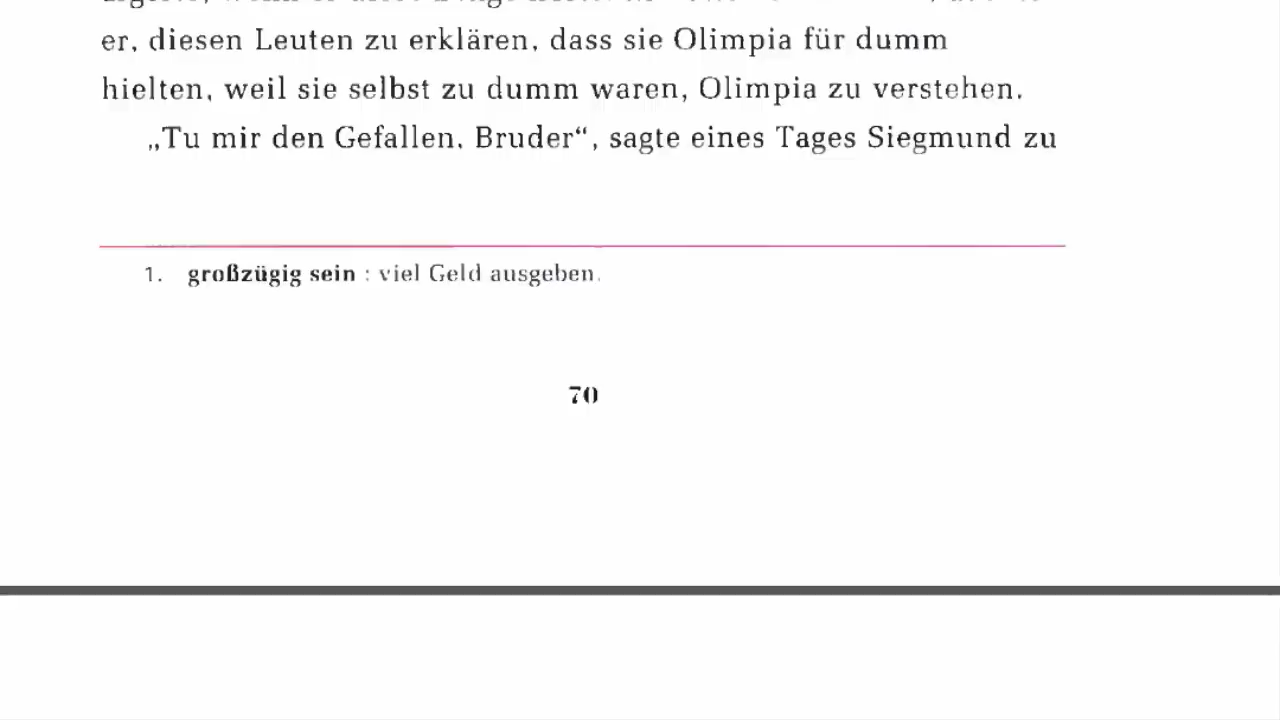 er, diesen Leuten zu erklären, dass sie Olimpia für dumm
hielten, weil sie selbst zu dumm waren, Olimpia zu verstehen.
„Tu mir den Gefallen, Bruder“, sagte eines Tages Siegmund zu
1. großzügig sein : viel Geld ausgeben.
70